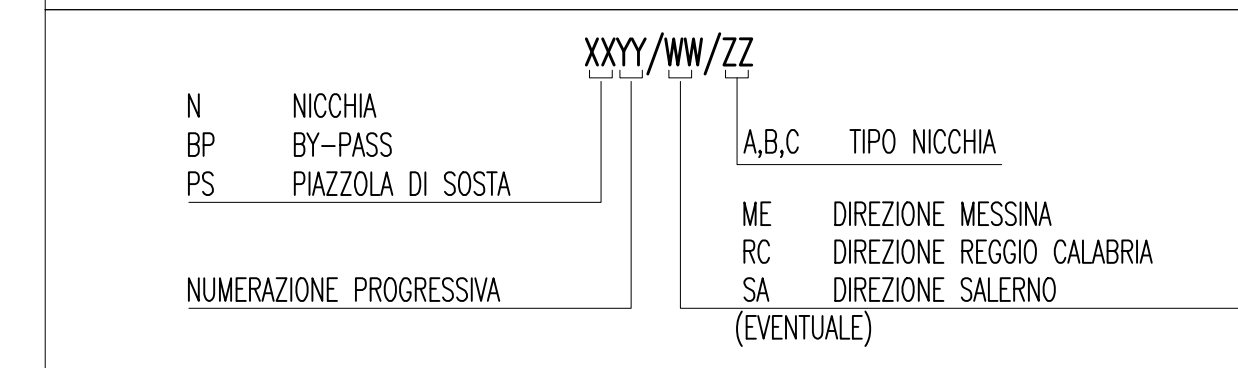 XXYY/WW/ZZ
N NICCHIA
BP BY-PASS
PS PIAZZOLA DI SOSTA
NUMERAZIONE PROGRESSIVA
A,B,C TIPO NICCHIA
ME DIREZIONE MESSINA
RC DIREZIONE REGGIO CALABRIA
SA DIREZIONE SALERNO
(EVENTUALE)